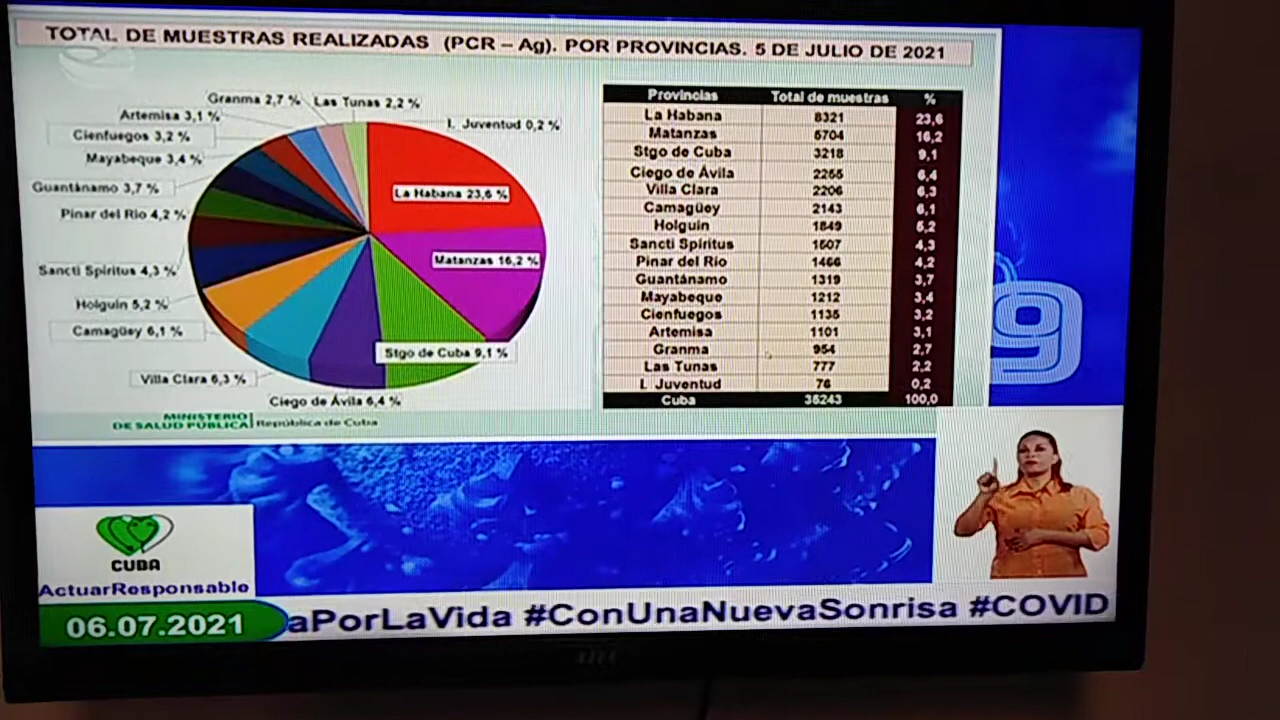 TOTAL DE MUESTRAS REALIZADAS (PCR – Ag). POR PROVINCIAS. 5 DE JULIO DE 2021
Granma 2,7 %
Las Tunas 2,2 %
Artemisa 3,1 %
I. Juventud 0,2 %
Cienfuegos 3,2 %
Mayabeque 3,4 %
Guantánamo 3,7 %
Pinar del Río 4,2 %
Sancti Spíritus 4,3 %
Holguín 5,2 %
Camagüey 6,1 %
Villa Clara 6,3 %
Ciego de Ávila 6,4 %
Stgo de Cuba 9,1 %
Matanzas 16,2 %
La Habana 23,6 %
Provincias Total de muestras %
La Habana 8321 23,6
Matanzas 5704 16,2
Stgo de Cuba 3218 9,1
Ciego de Ávila 2255 6,4
Villa Clara 2206 6,3
Camagüey 2143 6,1
Holguín 1849 5,2
Sancti Spíritus 1507 4,3
Pinar del Río 1466 4,2
Guantánamo 1319 3,7
Mayabeque 1212 3,4
Cienfuegos 1135 3,2
Artemisa 1101 3,1
Granma 954 2,7
Las Tunas 777 2,2
I. Juventud 76 0,2
Cuba 35243 100,0
MINISTERIO
DE SALUD PÚBLICA
República de Cuba
9
CUBA
ActuarResponsable
06.07.2021
aPorLaVida #ConUnaNuevaSonrisa #COVID